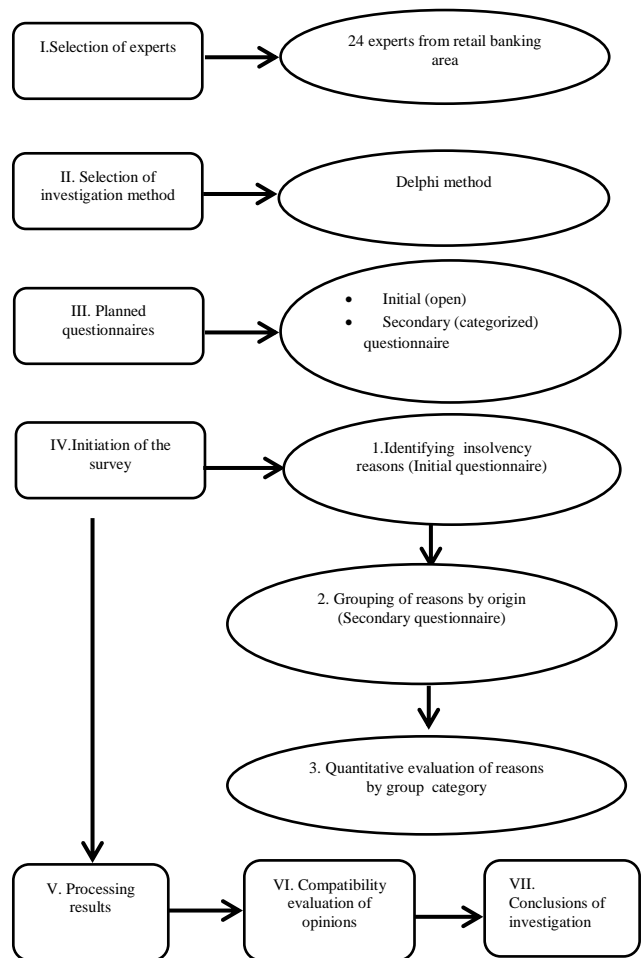 I.Selection of experts
24 experts from retail banking
area
II. Selection of
investigation method
Delphi method
III. Planned
questionnaires
• Initial (open)
• Secondary (categorized)
questionnaire
IV.Initiation of the
survey
1.Identifying insolvency
reasons (Initial questionnaire)
2. Grouping of reasons by origin
(Secondary questionnaire)
3. Quantitative evaluation of reasons
by group category
V. Processing
results
VI. Compatibility
evaluation of
opinions
VII.
Conclusions of
investigation